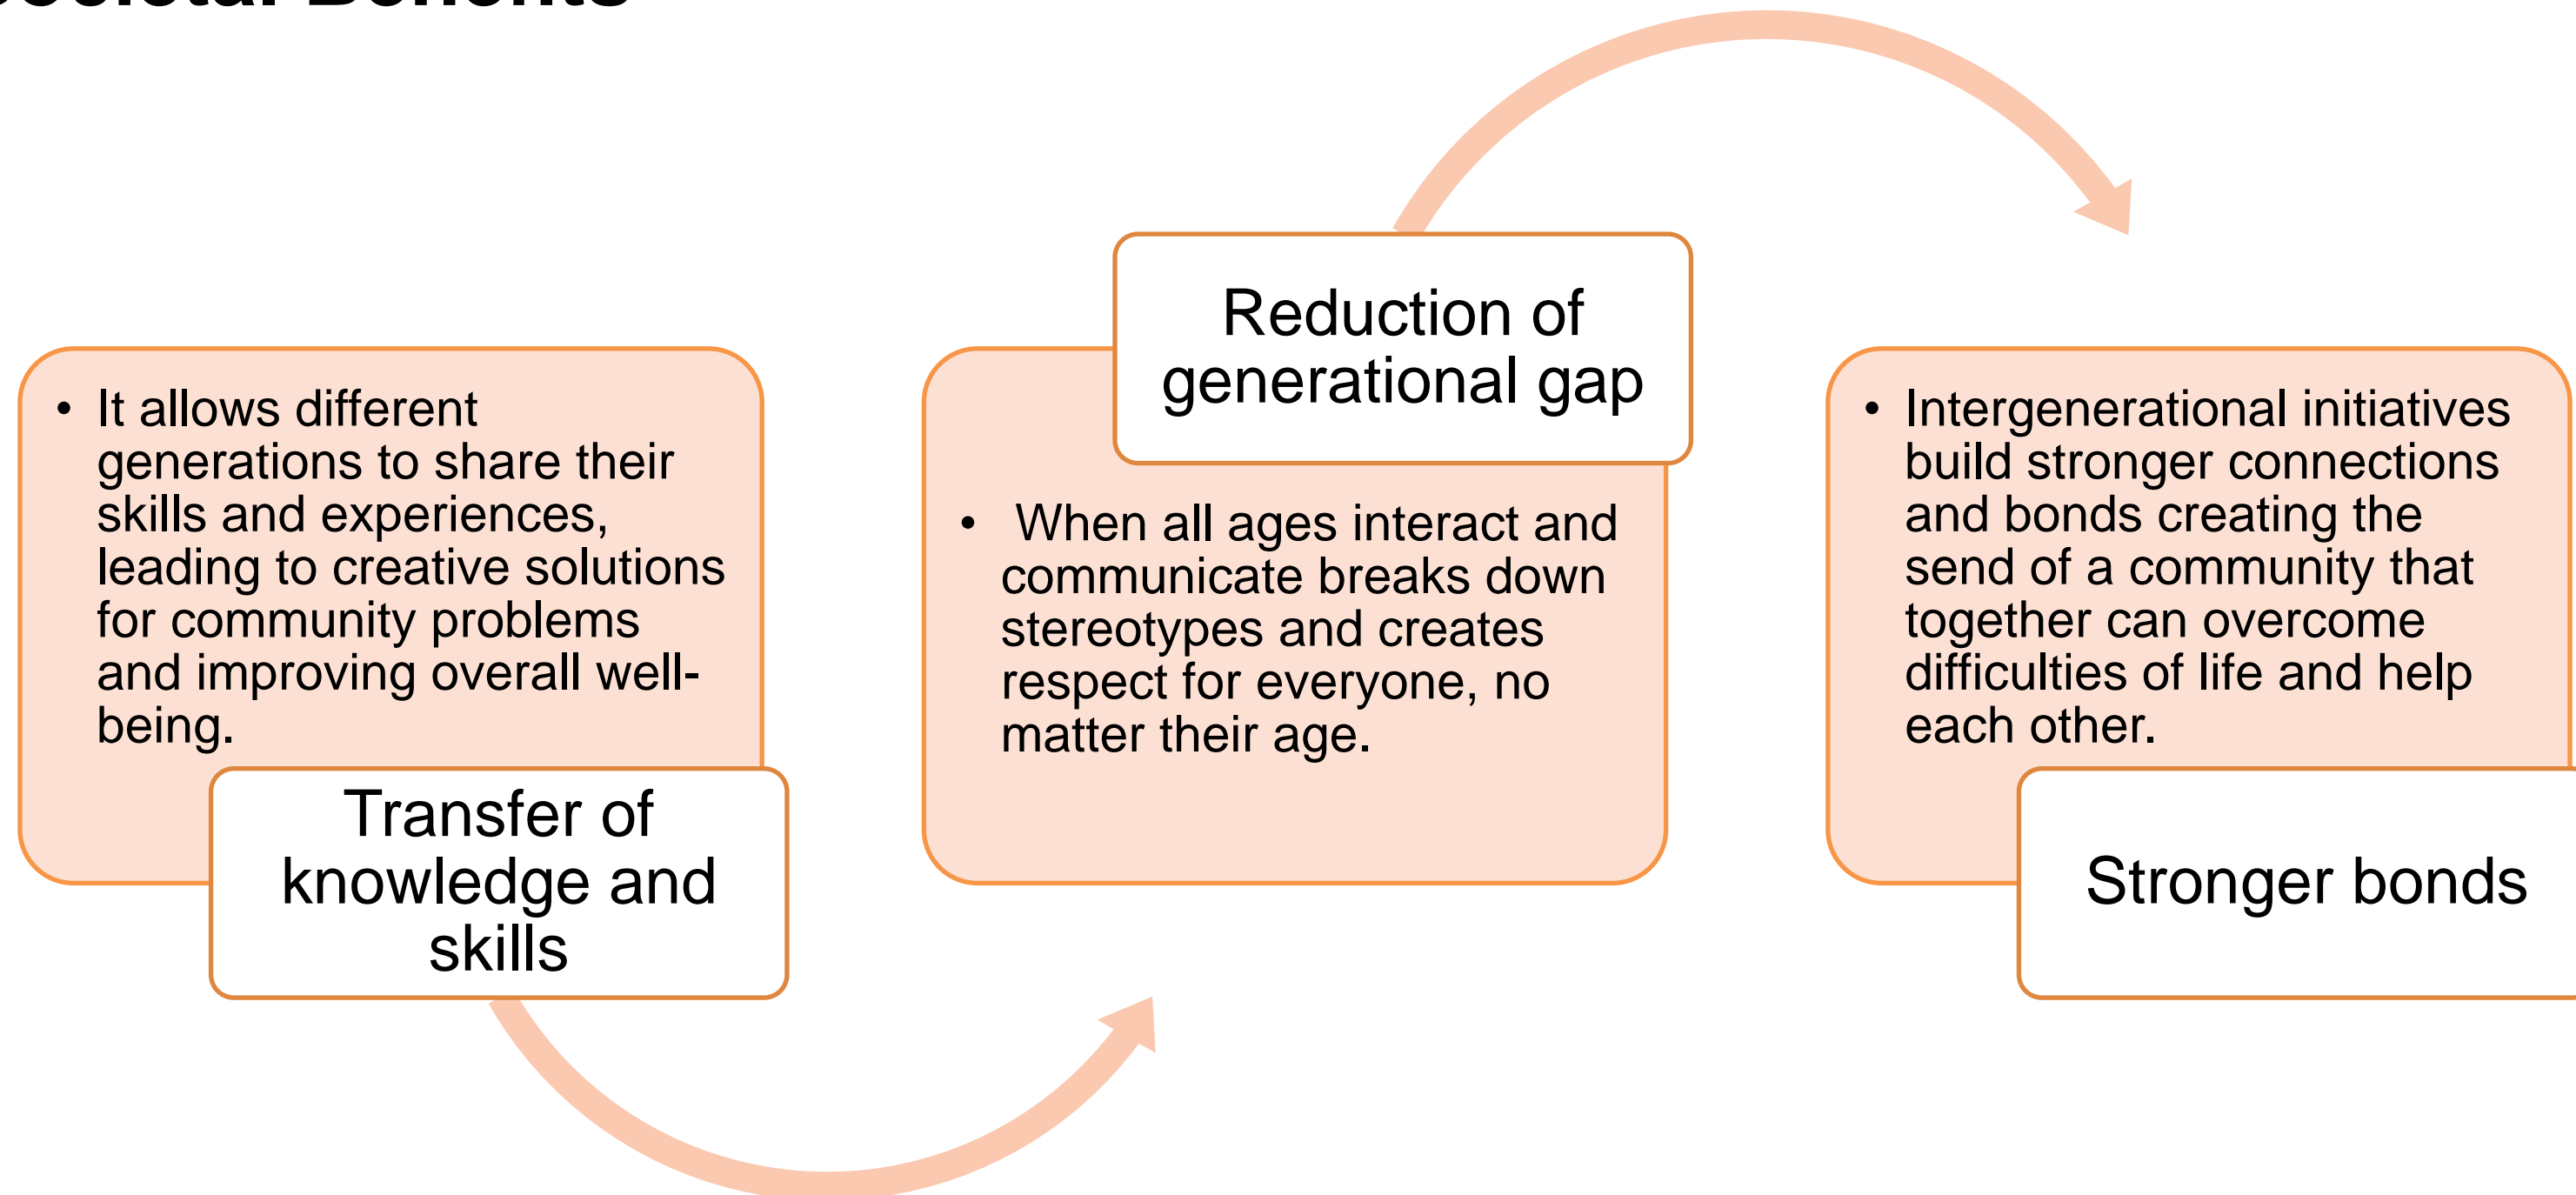 Societal Benefits
• It allows different
generations to share their
skills and experiences,
leading to creative solutions
for community problems
and improving overall well-
being.
Transfer of
knowledge and
skills
Reduction of
generational gap
• When all ages interact and
communicate breaks down
stereotypes and creates
respect for everyone, no
matter their age.
• Intergenerational initiatives
build stronger connections
and bonds creating the
send of a community that
together can overcome
difficulties of life and help
each other.
Stronger bonds